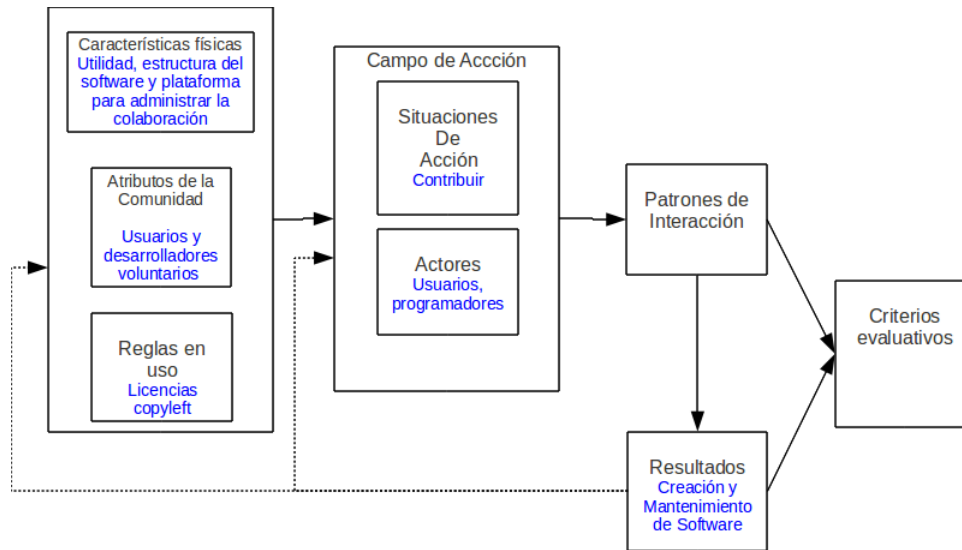 Características físicas
Utilidad, estructura del
software y plataforma
para administrar la
colaboración
Atributos de la
Comunidad
Usuarios y
desarrolladores
voluntarios
Reglas en
uso
Licencias
copyleft
Campo de Accción
Situaciones
De
Acción
Contribuir
Actores
Usuarios,
programadores
Patrones de
Interacción
Resultados
Creación y
Mantenimiento
de Software
Criterios
evaluativos